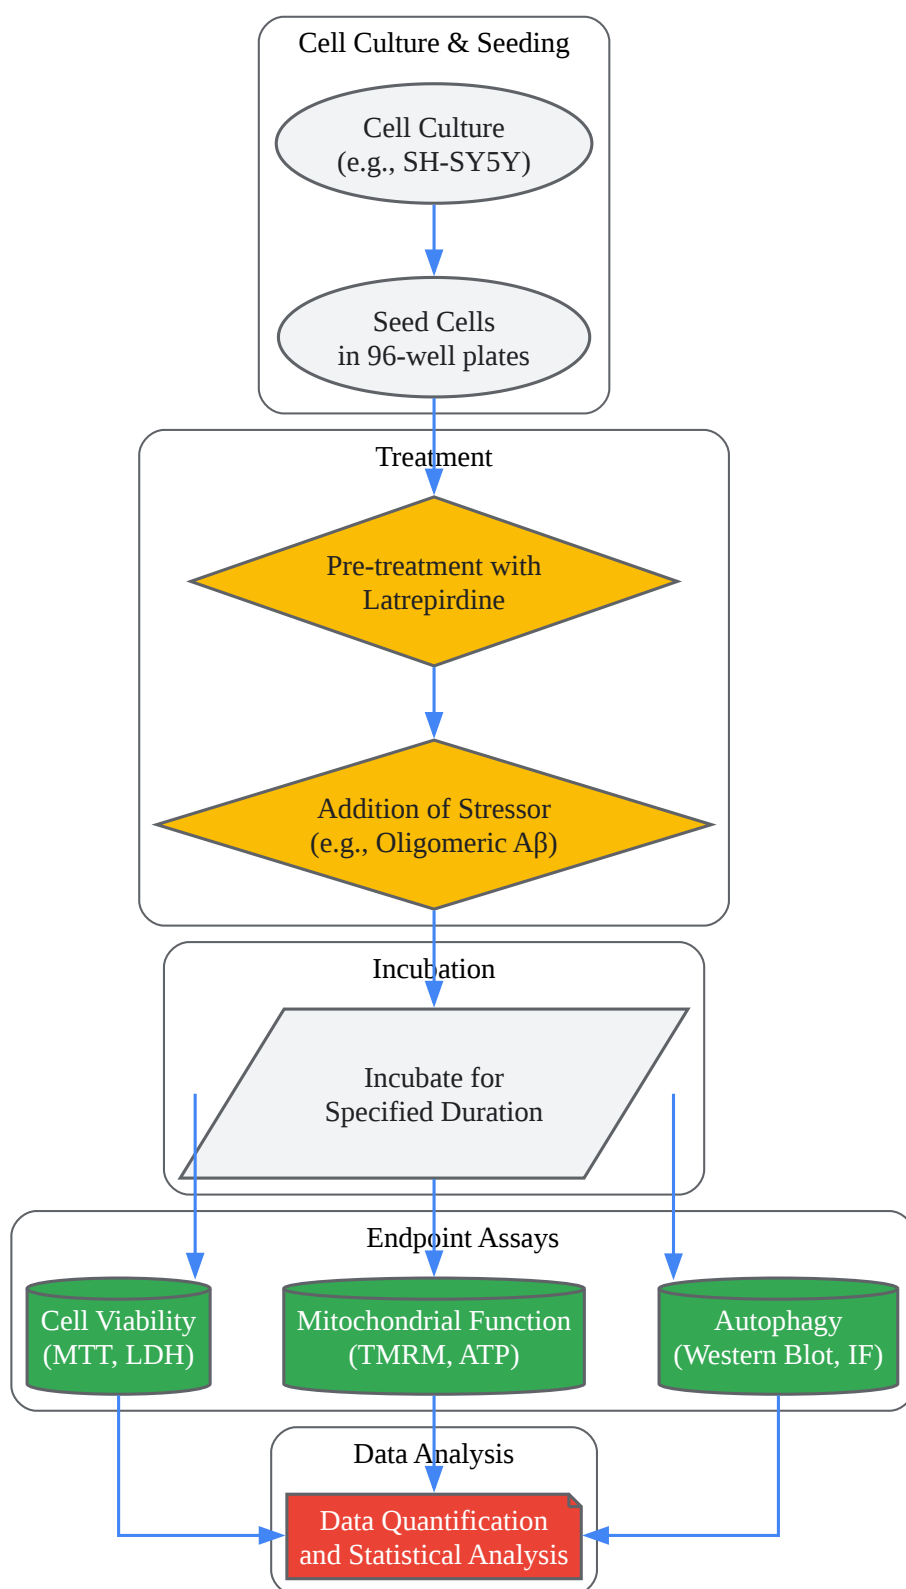 Cell Culture & Seeding
Cell Culture
(e.g., SH-SY5Y)
Seed Cells
in 96-well plates
Treatment
Pre-treatment with
Latrepirdine
Addition of Stressor
(e.g., Oligomeric Aβ)
Incubation
Incubate for
Specified Duration
Endpoint Assays
Cell Viability
(MTT, LDH)
Mitochondrial Function
(TMRM, ATP)
Autophagy
(Western Blot, IF)
Data Analysis
Data Quantification
and Statistical Analysis